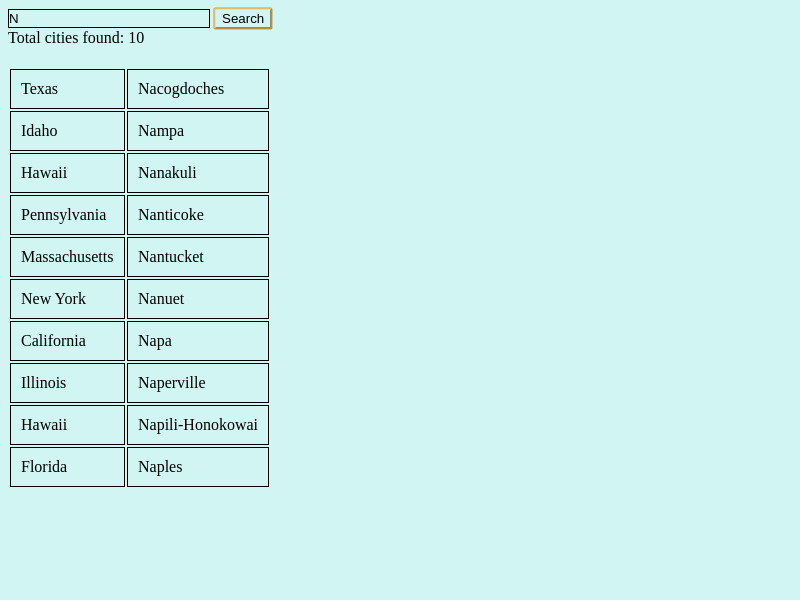 N Search
Total cities found: 10
Texas Nacogdoches
Idaho Nampa
Hawaii Nanakuli
Pennsylvania Nanticoke
Massachusetts Nantucket
New York Nanuet
California Napa
Illinois Naperville
Hawaii Napili-Honokowai
Florida Naples